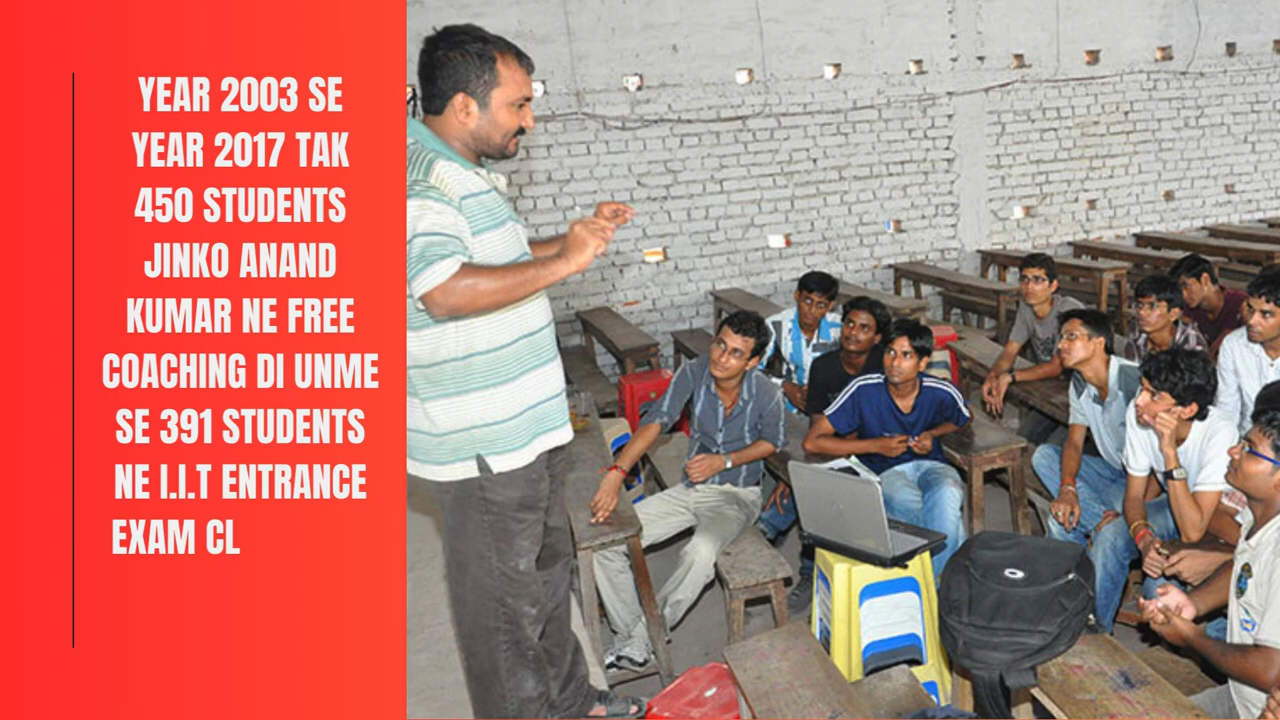 YEAR 2003 SE
YEAR 2017 TAK
450 STUDENTS
JINKO ANAND
KUMAR NE FREE
COACHING DI UNME
SE 391 STUDENTS
NE I.I.T ENTRANCE
EXAM CL